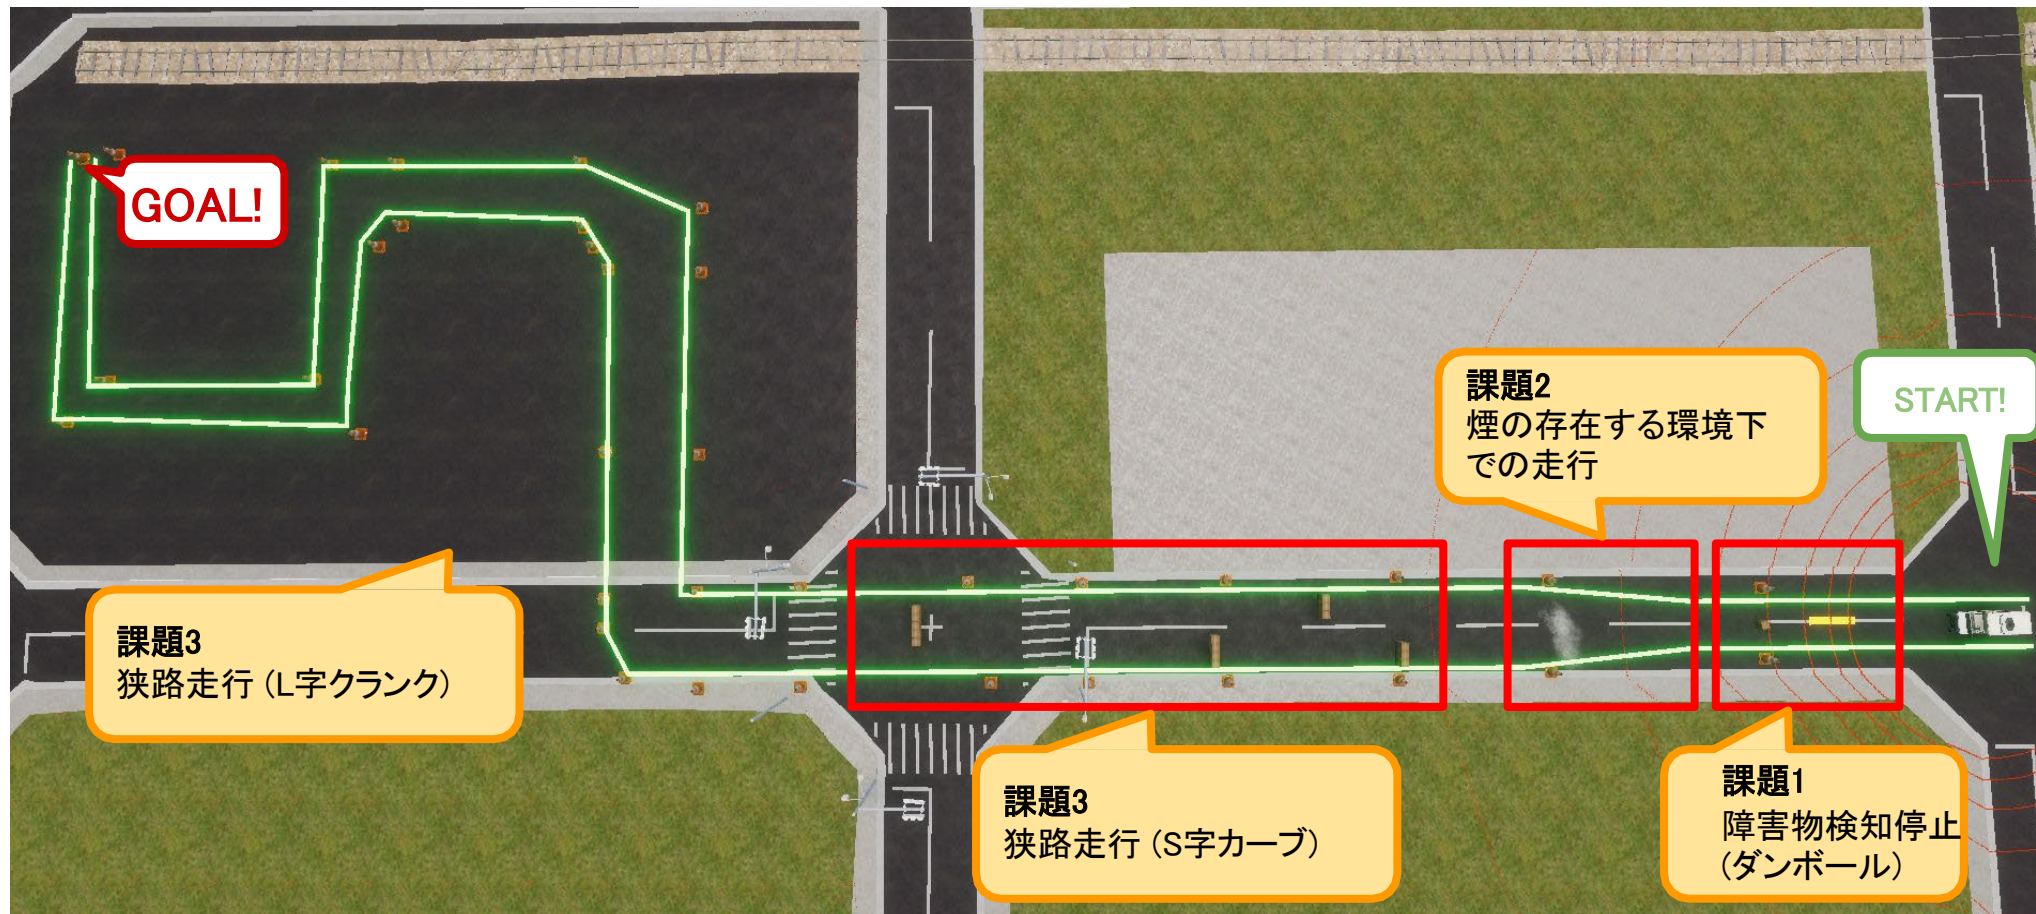 GOAL!
課題2
煙の存在する環境下
での走行
START!
課題3
狭路走行 (L字クランク)
課題3
狭路走行 (S字カーブ)
課題1
障害物検知停止
(ダンボール)